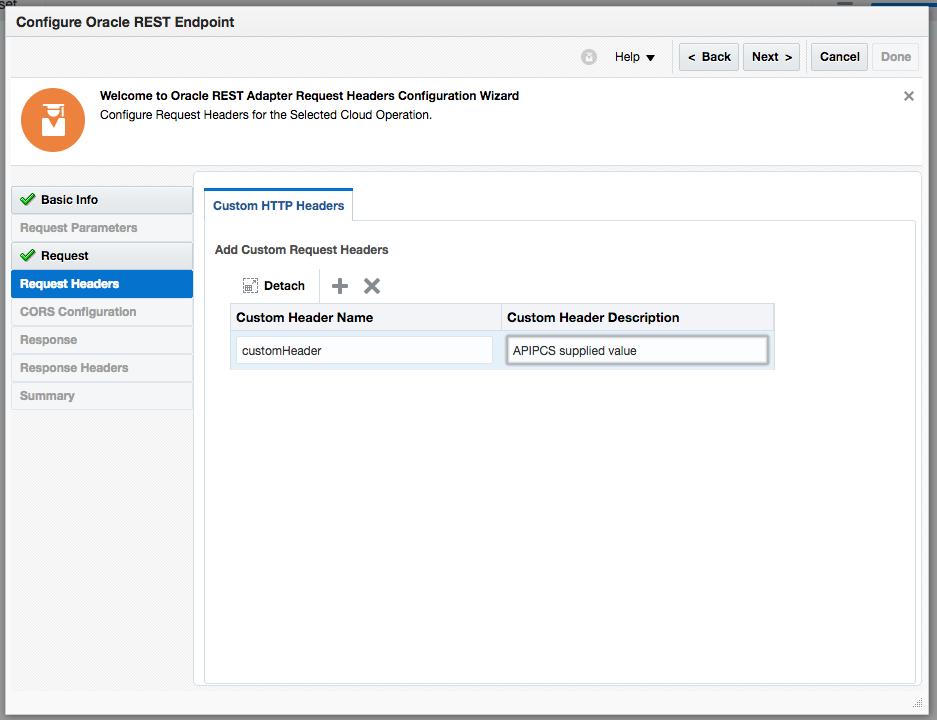 set
Configure Oracle REST Endpoint
Help
< Back
Next >
Cancel
Done
Welcome to Oracle REST Adapter Request Headers Configuration Wizard
Configure Request Headers for the Selected Cloud Operation.
Basic Info
Request Parameters
Request
Request Headers
CORS Configuration
Response
Response Headers
Summary
Custom HTTP Headers
Add Custom Request Headers
Detach
Custom Header Name Custom Header Description
customHeader APIPCS supplied value